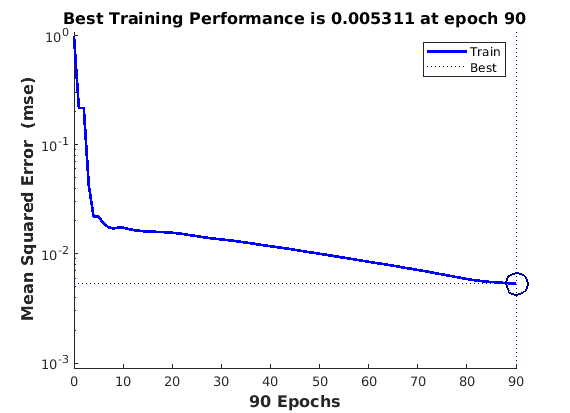 Best Training Performance is 0.005311 at epoch 90
10^0
10^-1
10^-2
10^-3
Mean Squared Error (mse)
Train
Best
0 10 20 30 40 50 60 70 80 90
90 Epochs